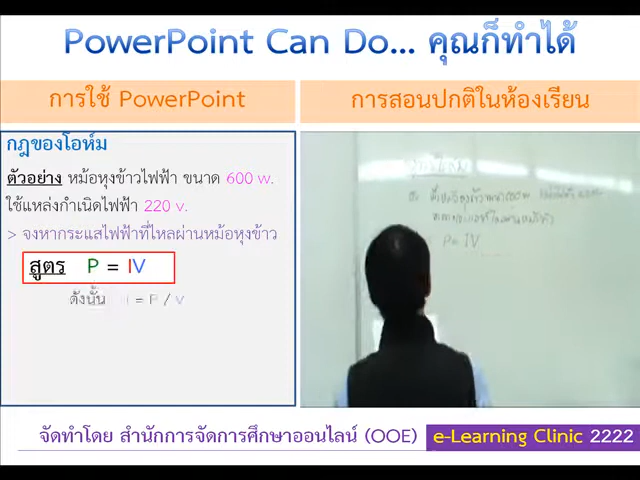 PowerPoint Can Do... คุณก็ทำได้
การใช้ PowerPoint
การสอนปกติในห้องเรียน
กฎของโอห์ม
ตัวอย่าง หม้อหุงข้าวไฟฟ้า ขนาด 600 w.
ใช้แหล่งกำเนิดไฟฟ้า 220 v.
> จงหากระแสไฟฟ้าที่ไหลผ่านหม้อหุงข้าว
สูตร P = IV
ดังนั้น I = P / v
P = IV
จัดทำโดย สำนักการจัดการศึกษาออนไลน์ (OOE)
e-Learning Clinic 2222